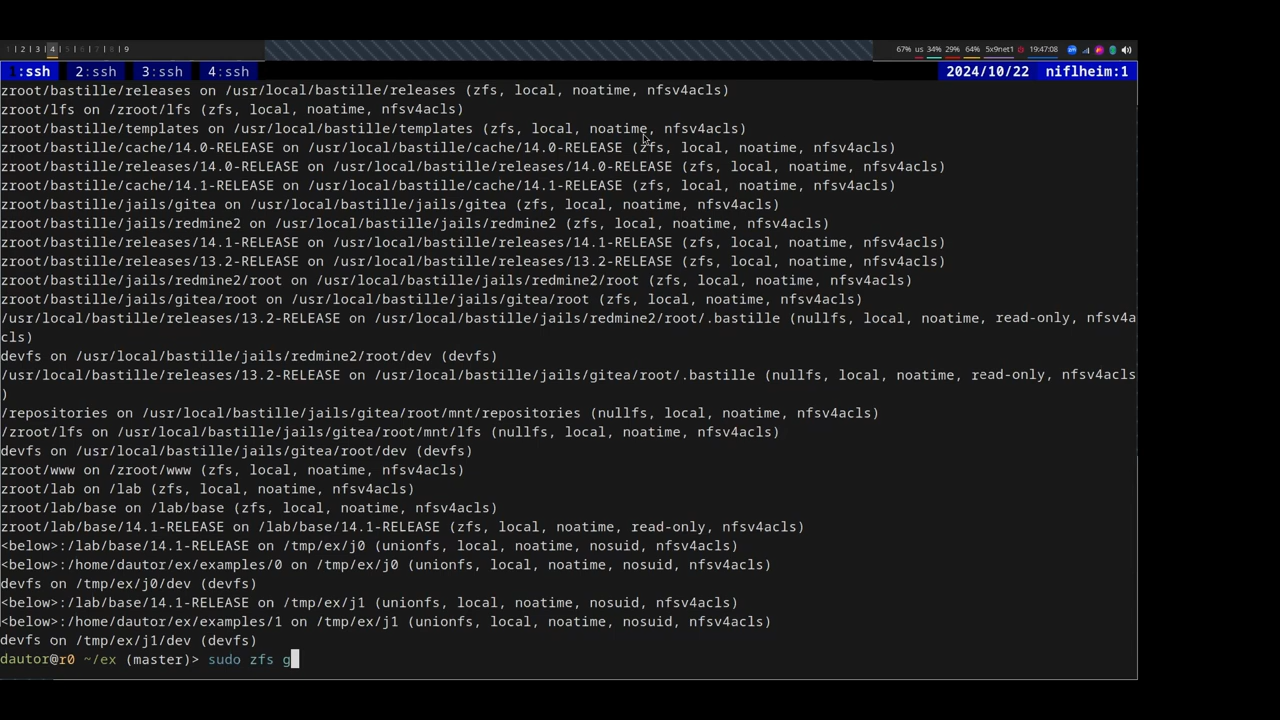 1 | 2 | 3 | 4 | 5 | 6 | 7 | 8 | 9
67% us 34% 29% 64% 5x9net1 19:47:08
1:ssh 2:ssh 3:ssh 4:ssh 2024/10/22 niflheim:1
zroot/bastille/releases on /usr/local/bastille/releases (zfs, local, noatime, nfsv4acls)
zroot/lfs on /zroot/lfs (zfs, local, noatime, nfsv4acls)
zroot/bastille/templates on /usr/local/bastille/templates (zfs, local, noatime, nfsv4acls)
zroot/bastille/cache/14.0-RELEASE on /usr/local/bastille/cache/14.0-RELEASE (zfs, local, noatime, nfsv4acls)
zroot/bastille/releases/14.0-RELEASE on /usr/local/bastille/releases/14.0-RELEASE (zfs, local, noatime, nfsv4acls)
zroot/bastille/cache/14.1-RELEASE on /usr/local/bastille/cache/14.1-RELEASE (zfs, local, noatime, nfsv4acls)
zroot/bastille/jails/gitea on /usr/local/bastille/jails/gitea (zfs, local, noatime, nfsv4acls)
zroot/bastille/jails/redmine2 on /usr/local/bastille/jails/redmine2 (zfs, local, noatime, nfsv4acls)
zroot/bastille/releases/14.1-RELEASE on /usr/local/bastille/releases/14.1-RELEASE (zfs, local, noatime, nfsv4acls)
zroot/bastille/releases/13.2-RELEASE on /usr/local/bastille/releases/13.2-RELEASE (zfs, local, noatime, nfsv4acls)
zroot/bastille/jails/redmine2/root on /usr/local/bastille/jails/redmine2/root (zfs, local, noatime, nfsv4acls)
zroot/bastille/jails/gitea/root on /usr/local/bastille/jails/gitea/root (zfs, local, noatime, nfsv4acls)
/usr/local/bastille/releases/13.2-RELEASE on /usr/local/bastille/jails/redmine2/root/.bastille (nullfs, local, noatime, read-only, nfsv4a
cls)
devfs on /usr/local/bastille/jails/redmine2/root/dev (devfs)
/usr/local/bastille/releases/13.2-RELEASE on /usr/local/bastille/jails/gitea/root/.bastille (nullfs, local, noatime, read-only, nfsv4acls
)
/repositories on /usr/local/bastille/jails/gitea/root/mnt/repositories (nullfs, local, noatime, nfsv4acls)
/zroot/lfs on /usr/local/bastille/jails/gitea/root/mnt/lfs (nullfs, local, noatime, nfsv4acls)
devfs on /usr/local/bastille/jails/gitea/root/dev (devfs)
zroot/www on /zroot/www (zfs, local, noatime, nfsv4acls)
zroot/lab on /lab (zfs, local, noatime, nfsv4acls)
zroot/lab/base on /lab/base (zfs, local, noatime, nfsv4acls)
zroot/lab/base/14.1-RELEASE on /lab/base/14.1-RELEASE (zfs, local, noatime, read-only, nfsv4acls)
<below>:/lab/base/14.1-RELEASE on /tmp/ex/j0 (unionfs, local, noatime, nosuid, nfsv4acls)
<below>:/home/dautor/ex/examples/0 on /tmp/ex/j0 (unionfs, local, noatime, nosuid, nfsv4acls)
devfs on /tmp/ex/j0/dev (devfs)
<below>:/lab/base/14.1-RELEASE on /tmp/ex/j1 (unionfs, local, noatime, nosuid, nfsv4acls)
<below>:/home/dautor/ex/examples/1 on /tmp/ex/j1 (unionfs, local, noatime, nosuid, nfsv4acls)
devfs on /tmp/ex/j1/dev (devfs)
dautor@r0 ~/ex (master)> sudo zfs g